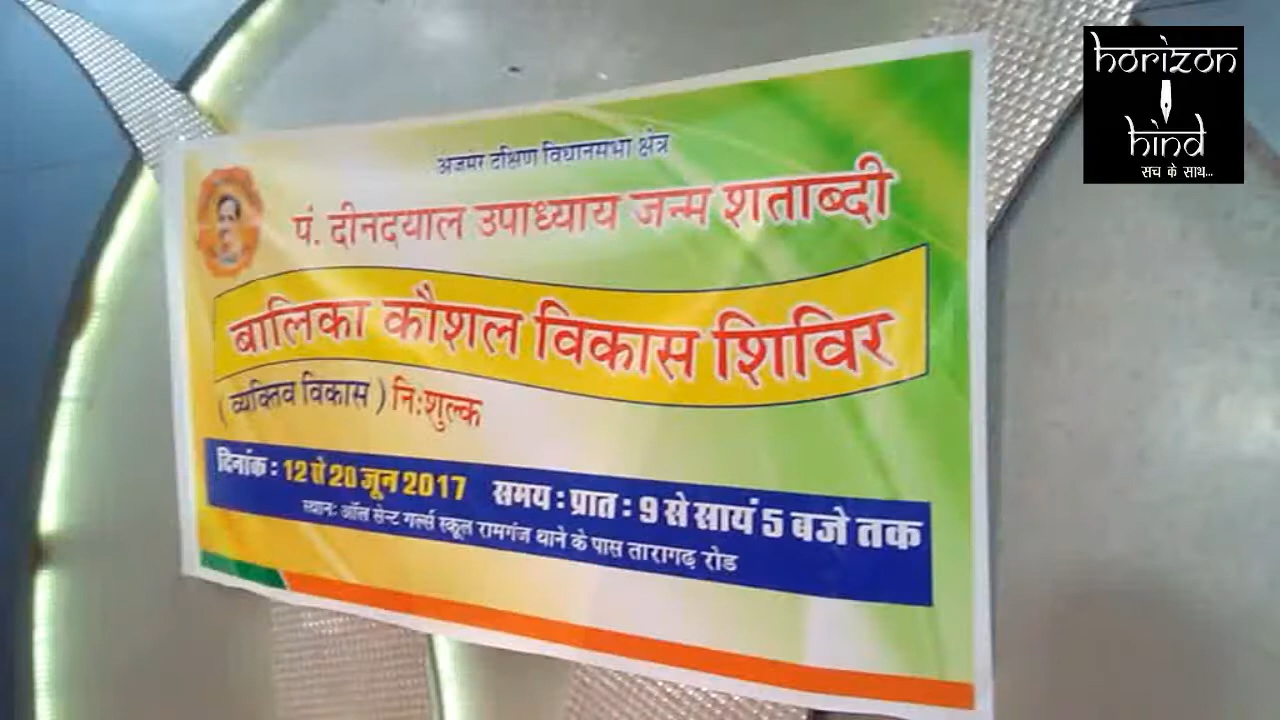 अजमेर दक्षिण विधानसभा क्षेत्र
पं. दीनदयाल उपाध्याय जन्म शताब्दी
बालिका कौशल विकास शिविर
( व्यक्तिव विकास ) नि:शुल्क
दिनांक : 12 से 20 जून 2017 समय : प्रात : 9 से सायं 5 बजे तक
स्थानः ऑल सेन्ट गर्ल्स स्कूल रामगंज थाने के पास तारागढ़ रोड
horizon
hind
सच के साथ...